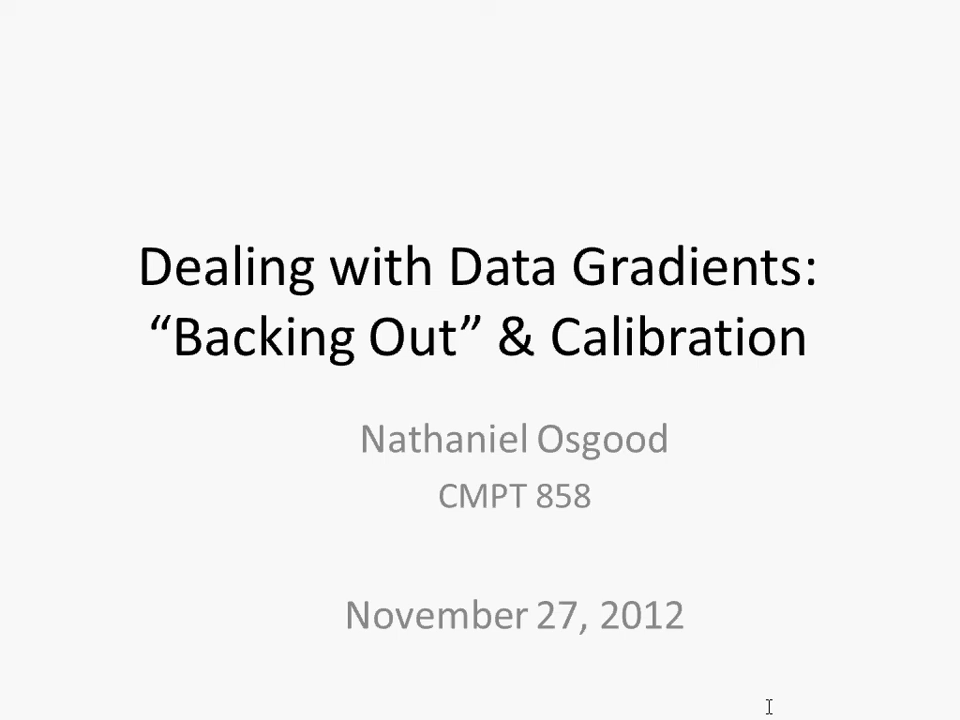 Dealing with Data Gradients:
“Backing Out” & Calibration
Nathaniel Osgood
CMPT 858
November 27, 2012